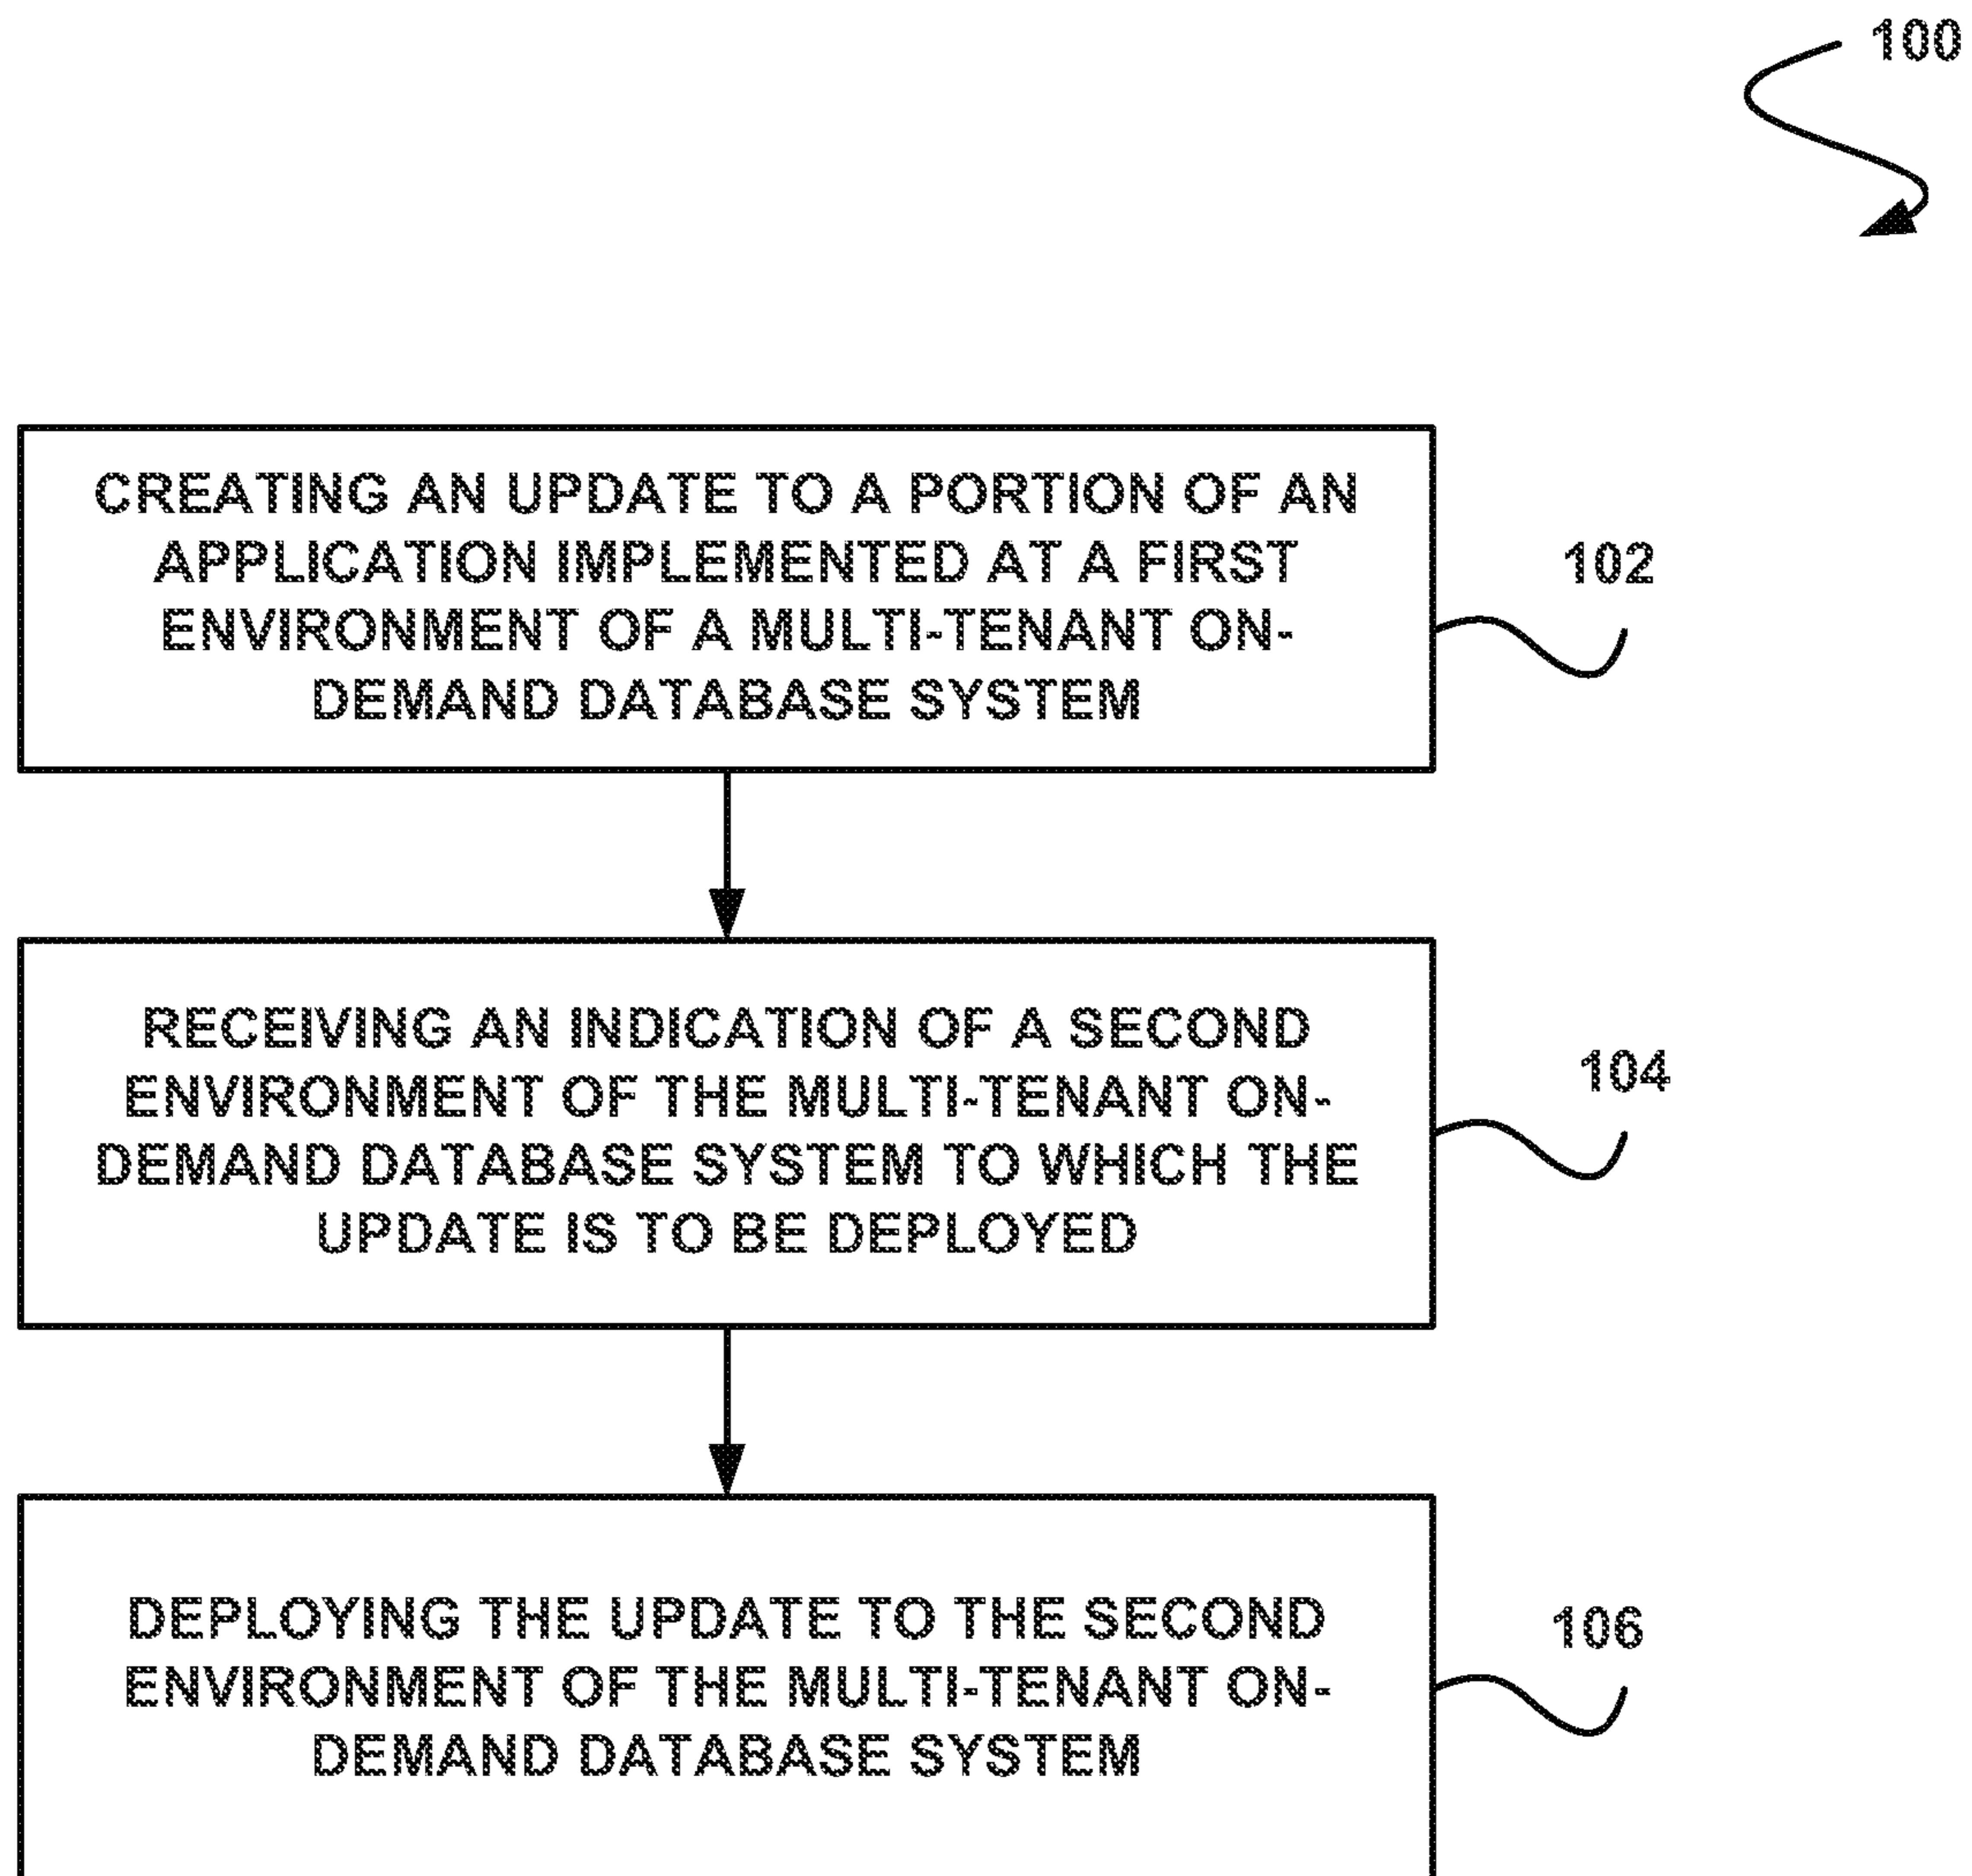 100
CREATING AN UPDATE TO A PORTION OF AN
APPLICATION IMPLEMENTED AT A FIRST
ENVIRONMENT OF A MULTI-TENANT ON-
DEMAND DATABASE SYSTEM
102
RECEIVING AN INDICATION OF A SECOND
ENVIRONMENT OF THE MULTI-TENANT ON-
DEMAND DATABASE SYSTEM TO WHICH THE
UPDATE IS TO BE DEPLOYED
104
DEPLOYING THE UPDATE TO THE SECOND
ENVIRONMENT OF THE MULTI-TENANT ON-
DEMAND DATABASE SYSTEM
106